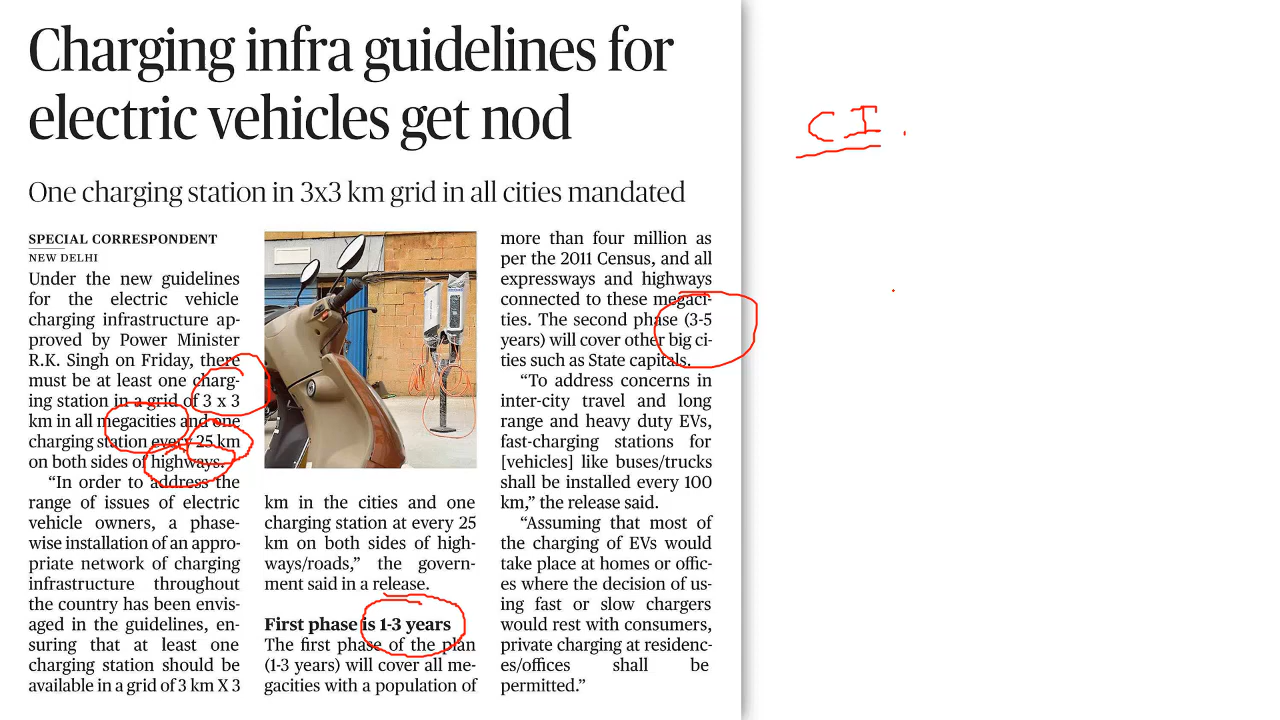 Charging infra guidelines for
electric vehicles get nod
One charging station in 3x3 km grid in all cities mandated
SPECIAL CORRESPONDENT
NEW DELHI
Under the new guidelines
for the electric vehicle
charging infrastructure ap-
proved by Power Minister
R.K. Singh on Friday, there
must be at least one charg-
ing station in a grid of 3 x 3
km in all megacities and one
charging station every 25 km
on both sides of highways.
“In order to address the
range of issues of electric
vehicle owners, a phase-
wise installation of an appro-
priate network of charging
infrastructure throughout
the country has been envis-
aged in the guidelines, en-
suring that at least one
charging station should be
available in a grid of 3 km X 3
km in the cities and one
charging station at every 25
km on both sides of high-
ways/roads,” the govern-
ment said in a release.
First phase is 1-3 years
The first phase of the plan
(1-3 years) will cover all me-
gacities with a population of
more than four million as
per the 2011 Census, and all
expressways and highways
connected to these megaci-
ties. The second phase (3-5
years) will cover other big ci-
ties such as State capitals.
“To address concerns in
inter-city travel and long
range and heavy duty EVs,
fast-charging stations for
[vehicles] like buses/trucks
shall be installed every 100
km,” the release said.
“Assuming that most of
the charging of EVs would
take place at homes or offic-
es where the decision of us-
ing fast or slow chargers
would rest with consumers,
private charging at residenc-
es/offices shall be
permitted.”
CI.